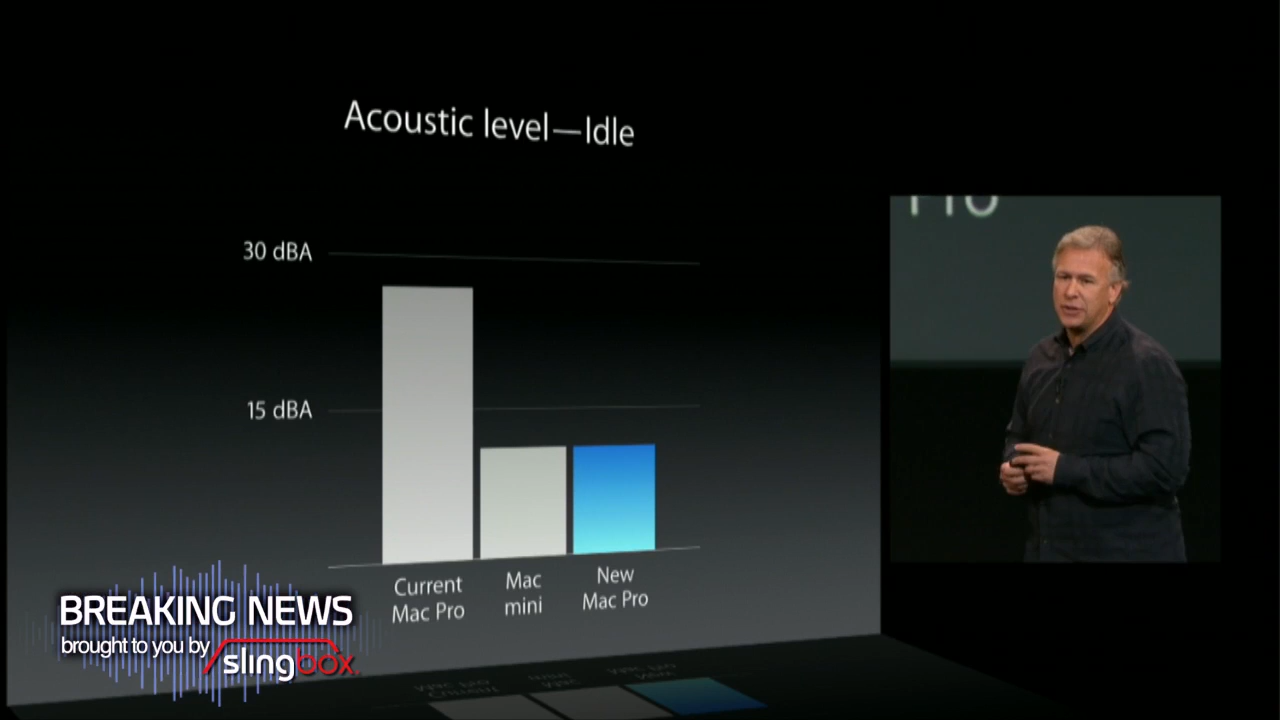 Acoustic level—Idle
30 dBA
15 dBA
Current
Mac Pro
Mac
mini
New
Mac Pro
Pro
BREAKING NEWS
brought to you by
slingbox